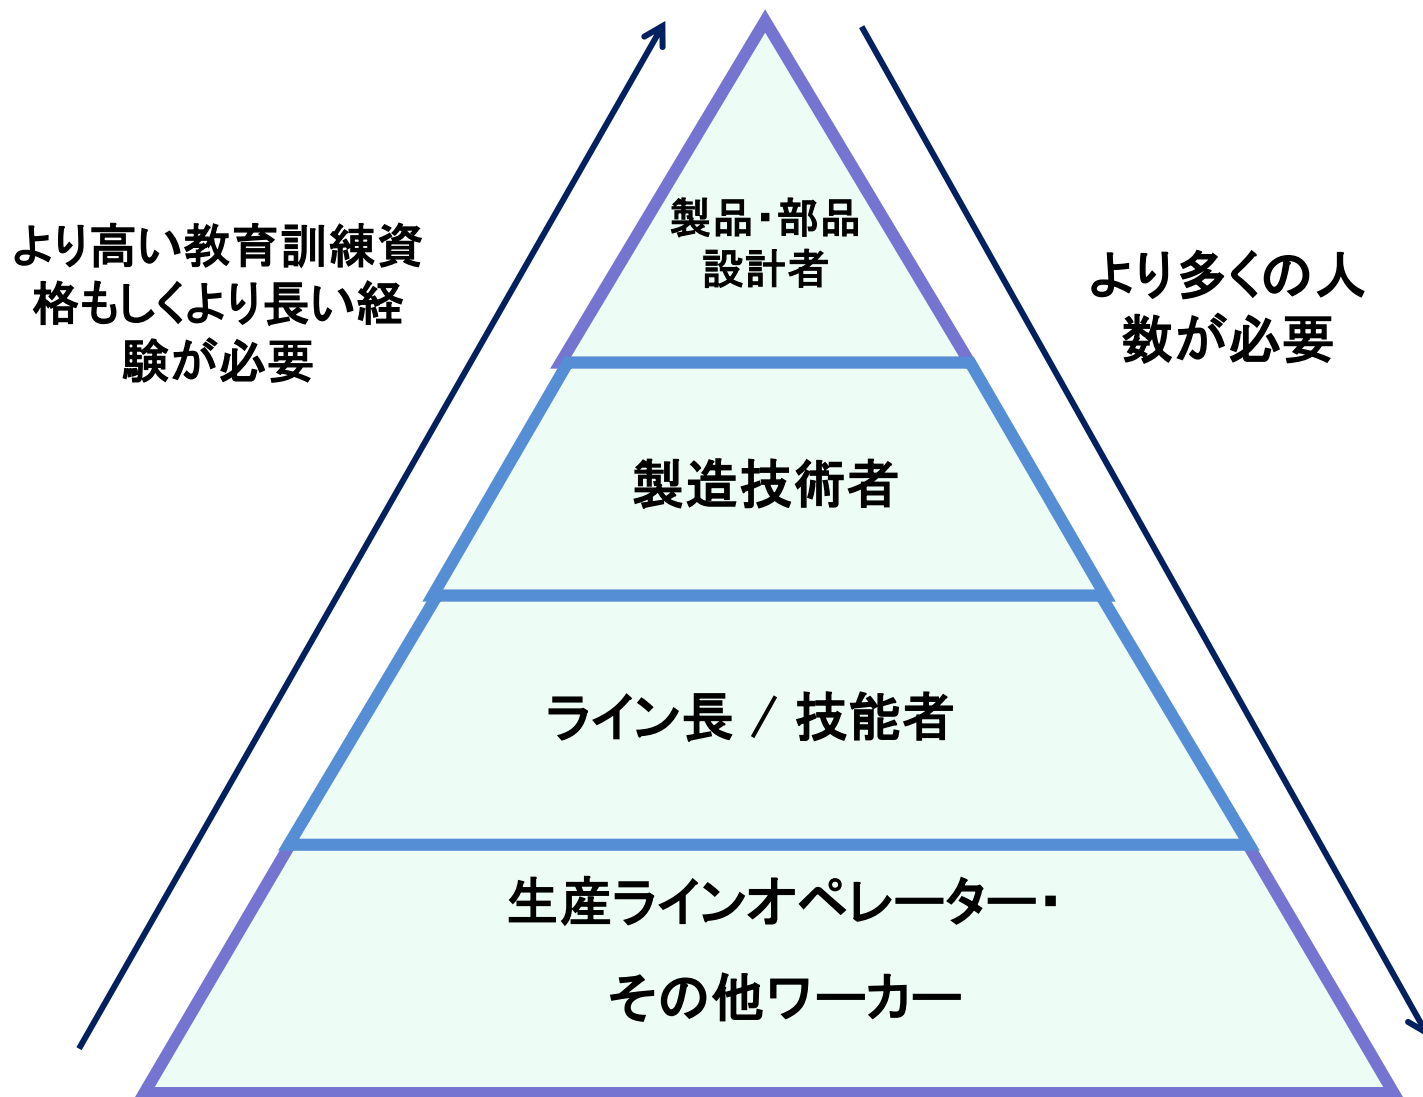 より高い教育訓練資
格もしくより長い経
験が必要
製品・部品
設計者
より多くの人
数が必要
製造技術者
ライン長 / 技能者
生産ラインオペレーター・
その他ワーカー